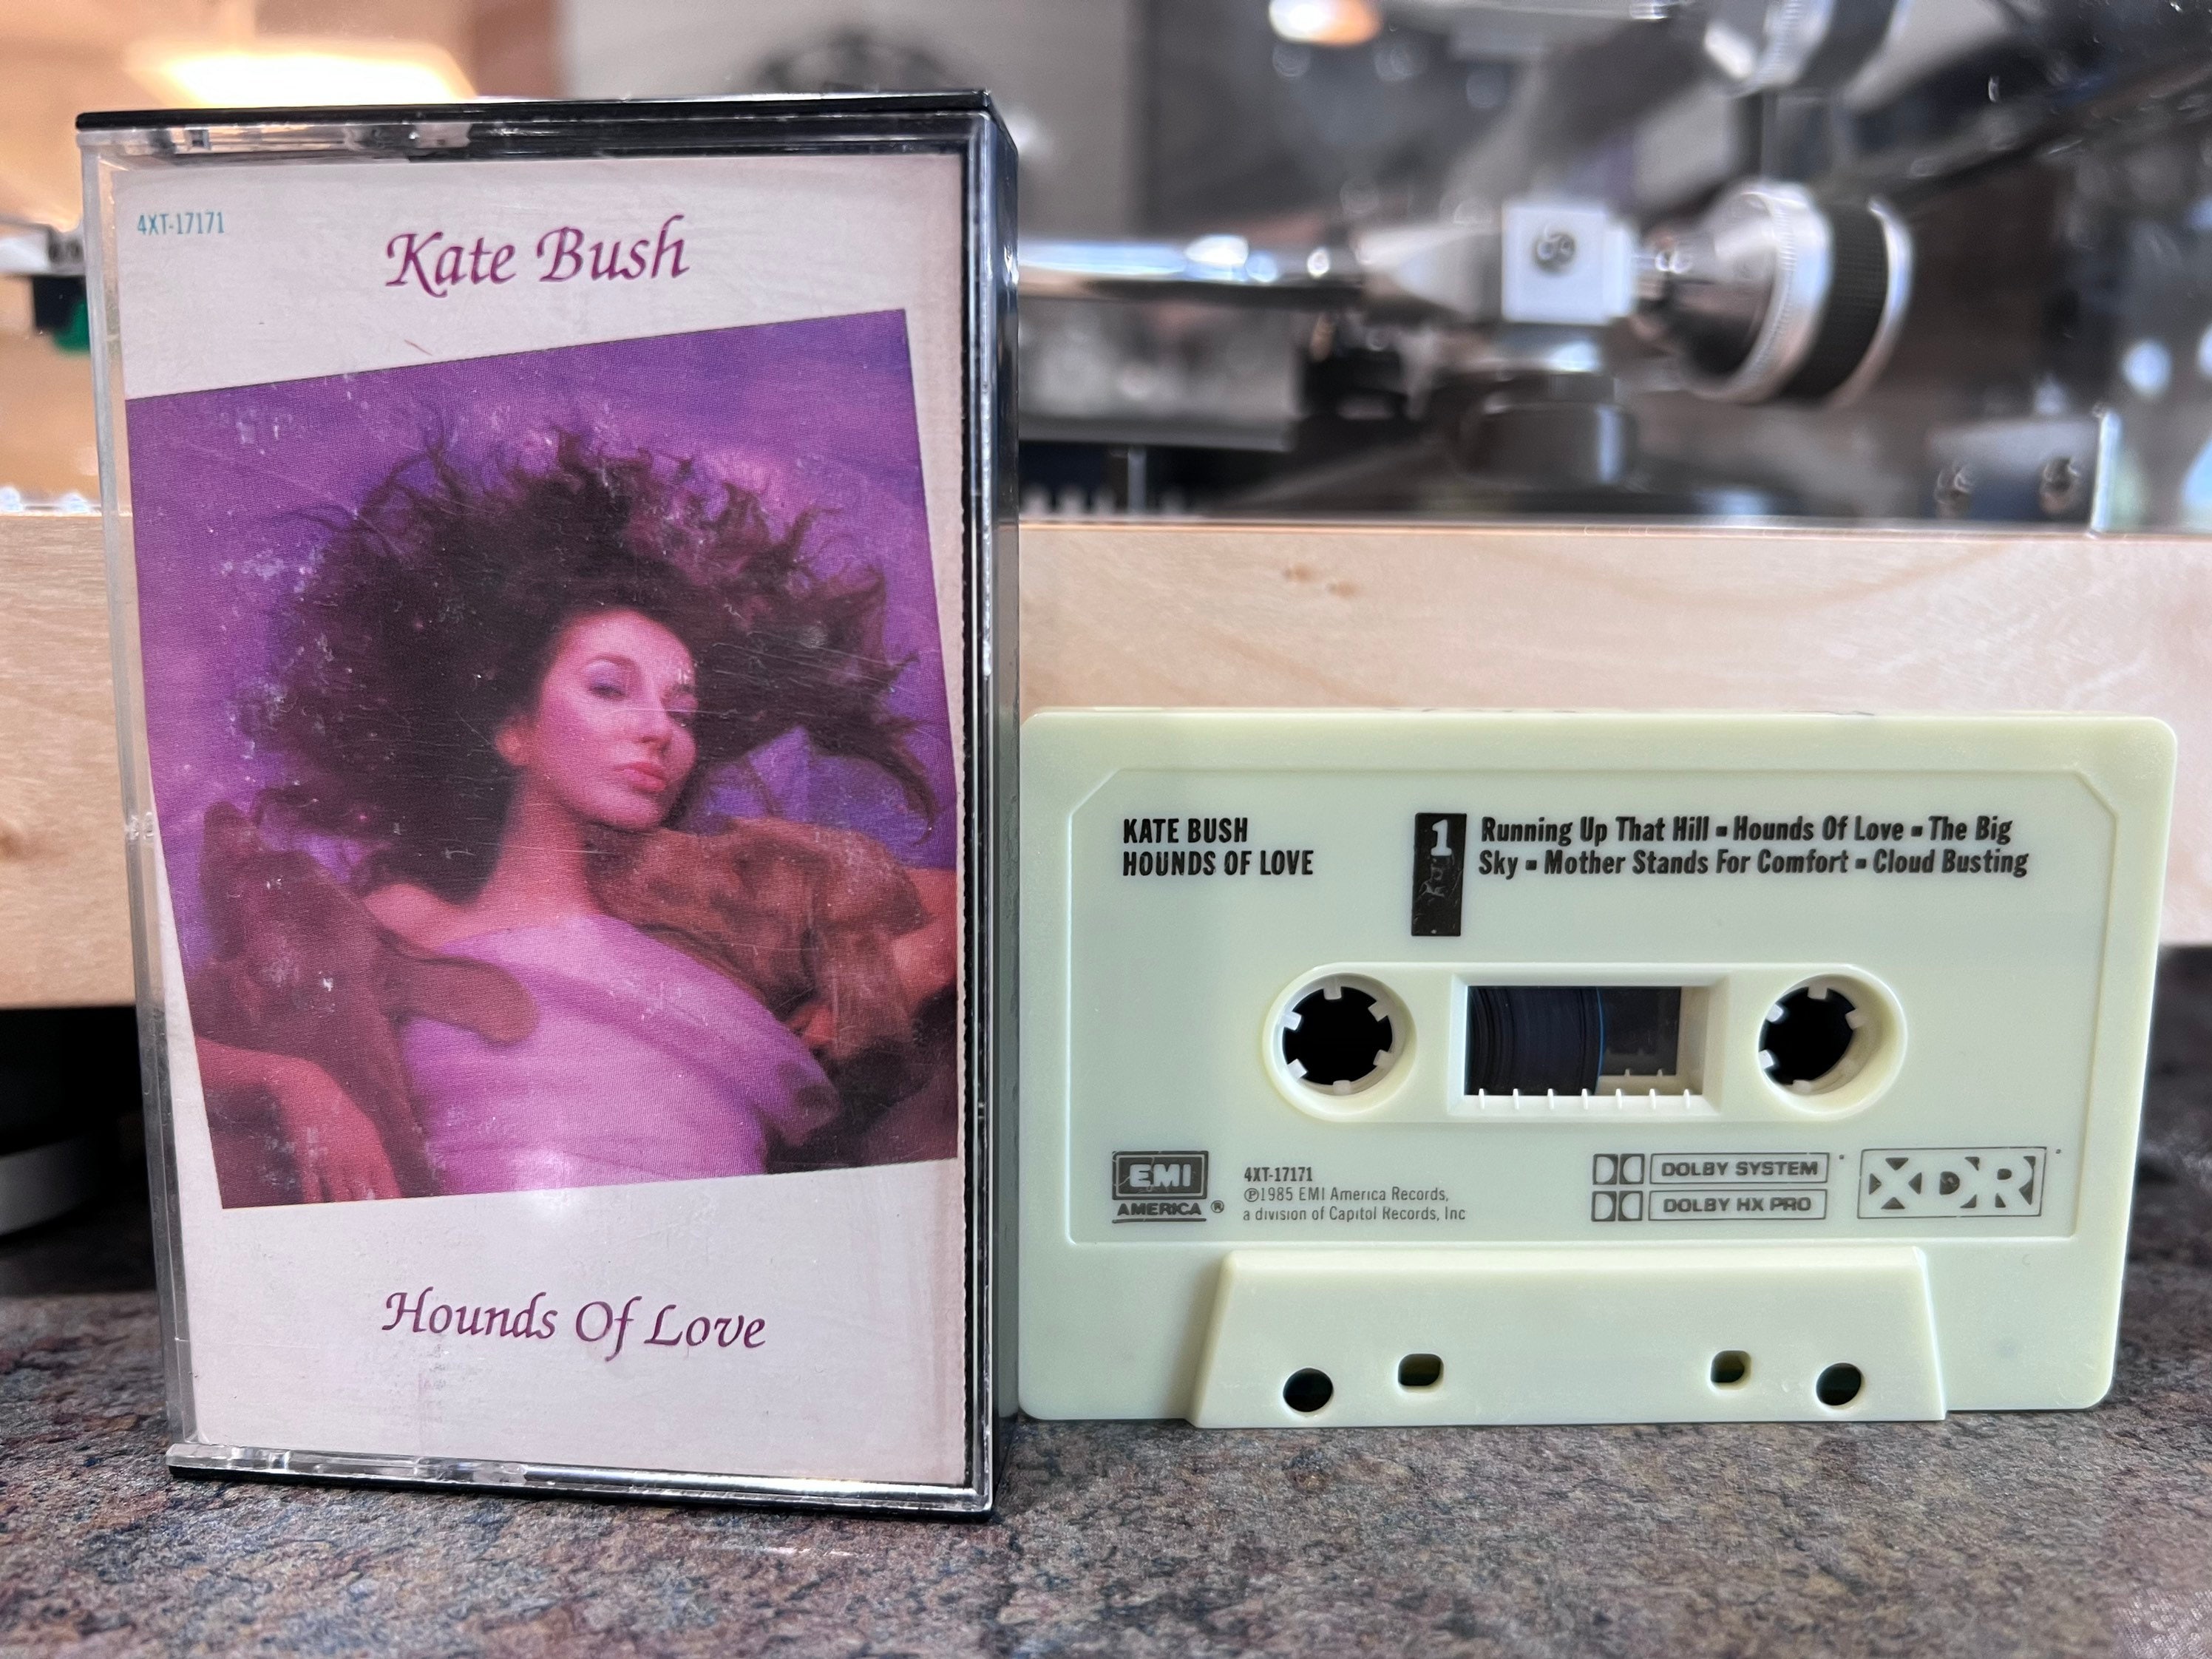 4XT-17171
Kate Bush
Hounds Of Love
KATE BUSH
HOUNDS OF LOVE
1
Running Up That Hill ▪ Hounds Of Love ▪ The Big
Sky ▪ Mother Stands For Comfort ▪ Cloud Busting
EMI
AMERICA ®
4XT-17171
℗1985 EMI America Records,
a division of Capitol Records, Inc
DOLBY SYSTEM
DOLBY HX PRO
XDR